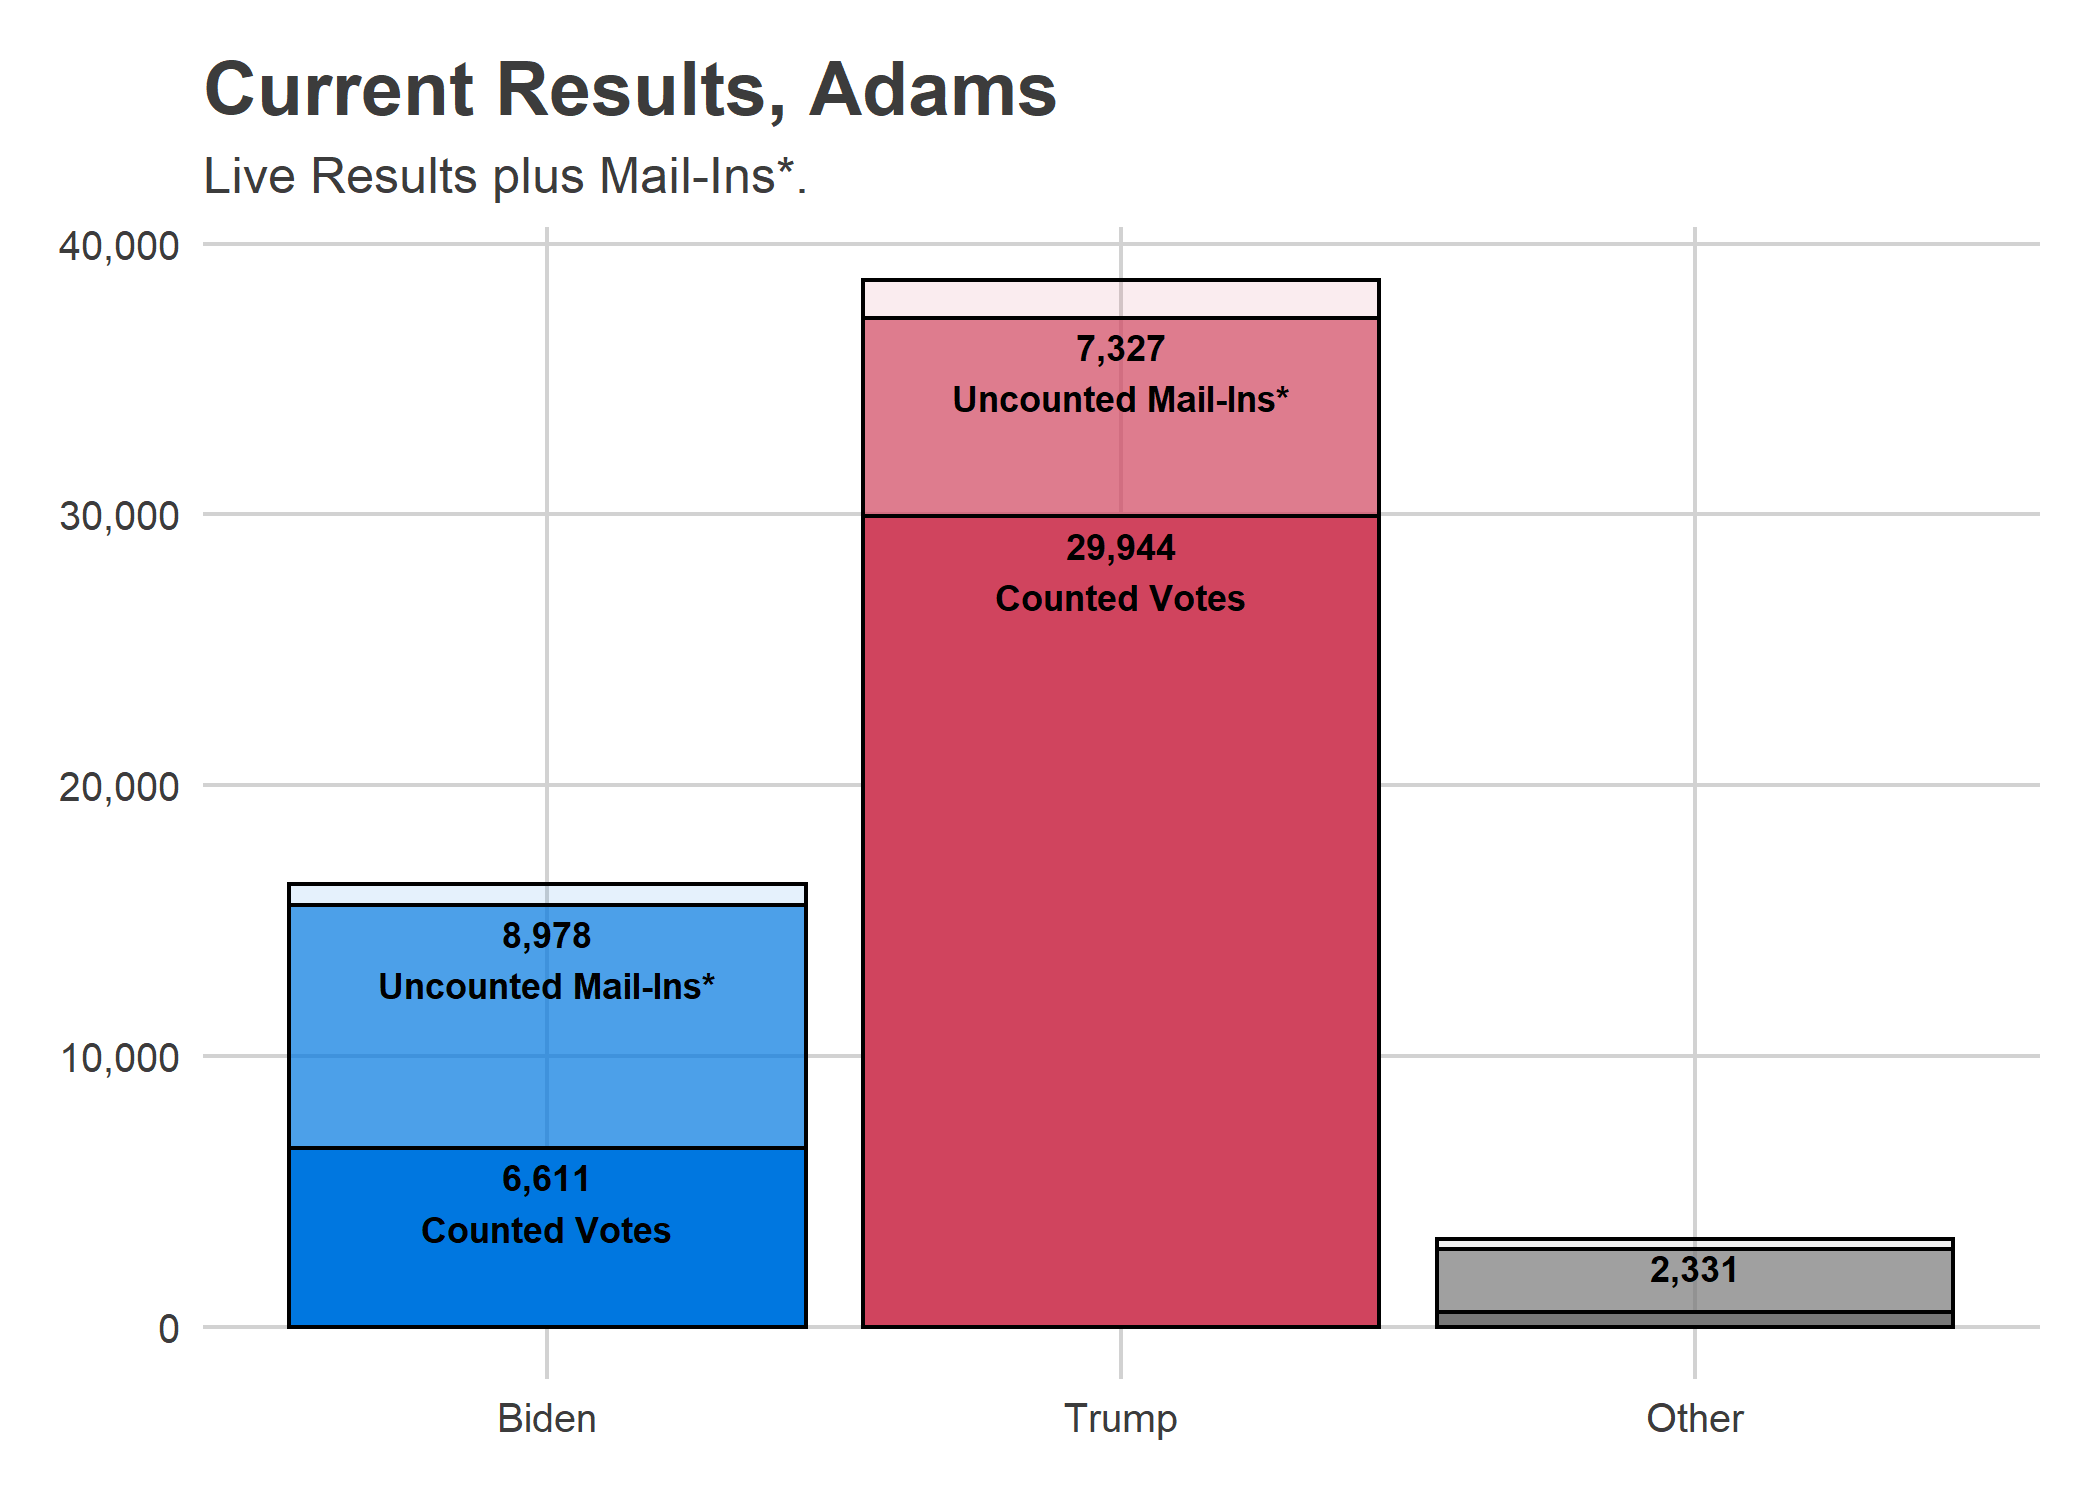 Current Results, Adams
Live Results plus Mail-Ins*.
40,000
30,000
20,000
10,000
0
8,978
Uncounted Mail-Ins*
6,611
Counted Votes
7,327
Uncounted Mail-Ins*
29,944
Counted Votes
2,331
Biden
Trump
Other